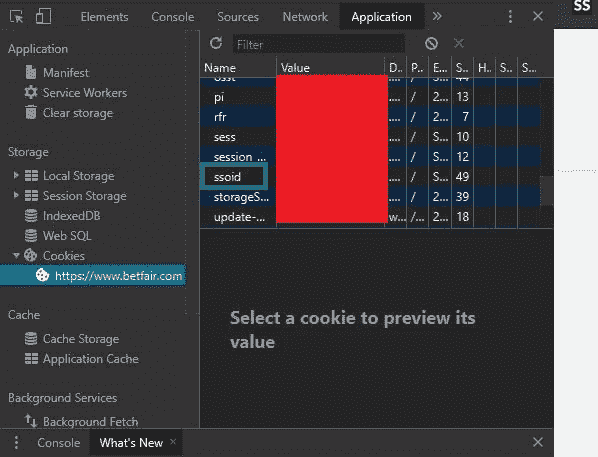 Elements Console Sources Network Application »
SS
Application
Manifest
Service Workers
Clear storage
Storage
Local Storage
Session Storage
IndexedDB
Web SQL
Cookies
https://www.betfair.com
Cache
Cache Storage
Application Cache
Background Services
Background Fetch
Filter
Name Value D.. P.. E... S.. H.. S... S...
.... / S... 44
pi .... / 2... 13
rfr .... / 2... 7
sess .... / S... 10
session_... .... / S... 12
ssoid .... / S... 49
storageS... .... / 2... 39
update-... w... /... 2... 18
Select a cookie to preview its
value
Console What's New ×